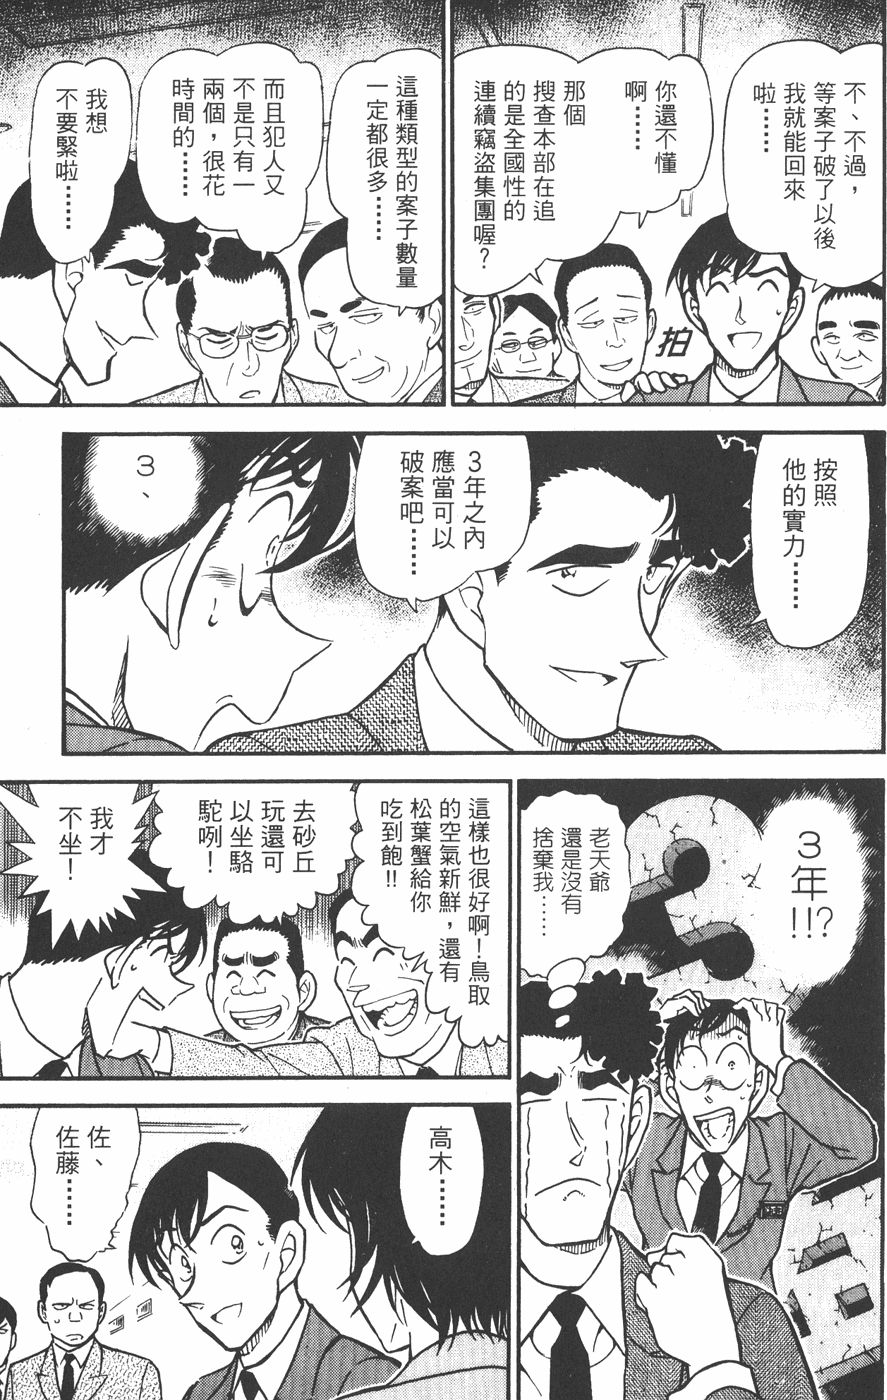 不、不過，
等案子破了以後
我就能回來
啦……
你還不懂
啊……
那個
搜查本部在追
的是全國性的
連續竊盜集團喔？
拍
這種類型的案子數量
一定都很多……
而且犯人又
不是只有一
兩個，很花
時間的……
我想
不要緊啦……
按照
他的實力……
3年之內
應當可以
破案吧……
3、
3年!!?
老天爺
還是沒有
捨棄我……
這樣也很好啊！鳥取
的空氣新鮮，還有
松葉蟹給你
吃到飽!!
去砂丘
玩還可
以坐駱
駝咧！
我才
不坐！
高木……
佐、
佐藤……